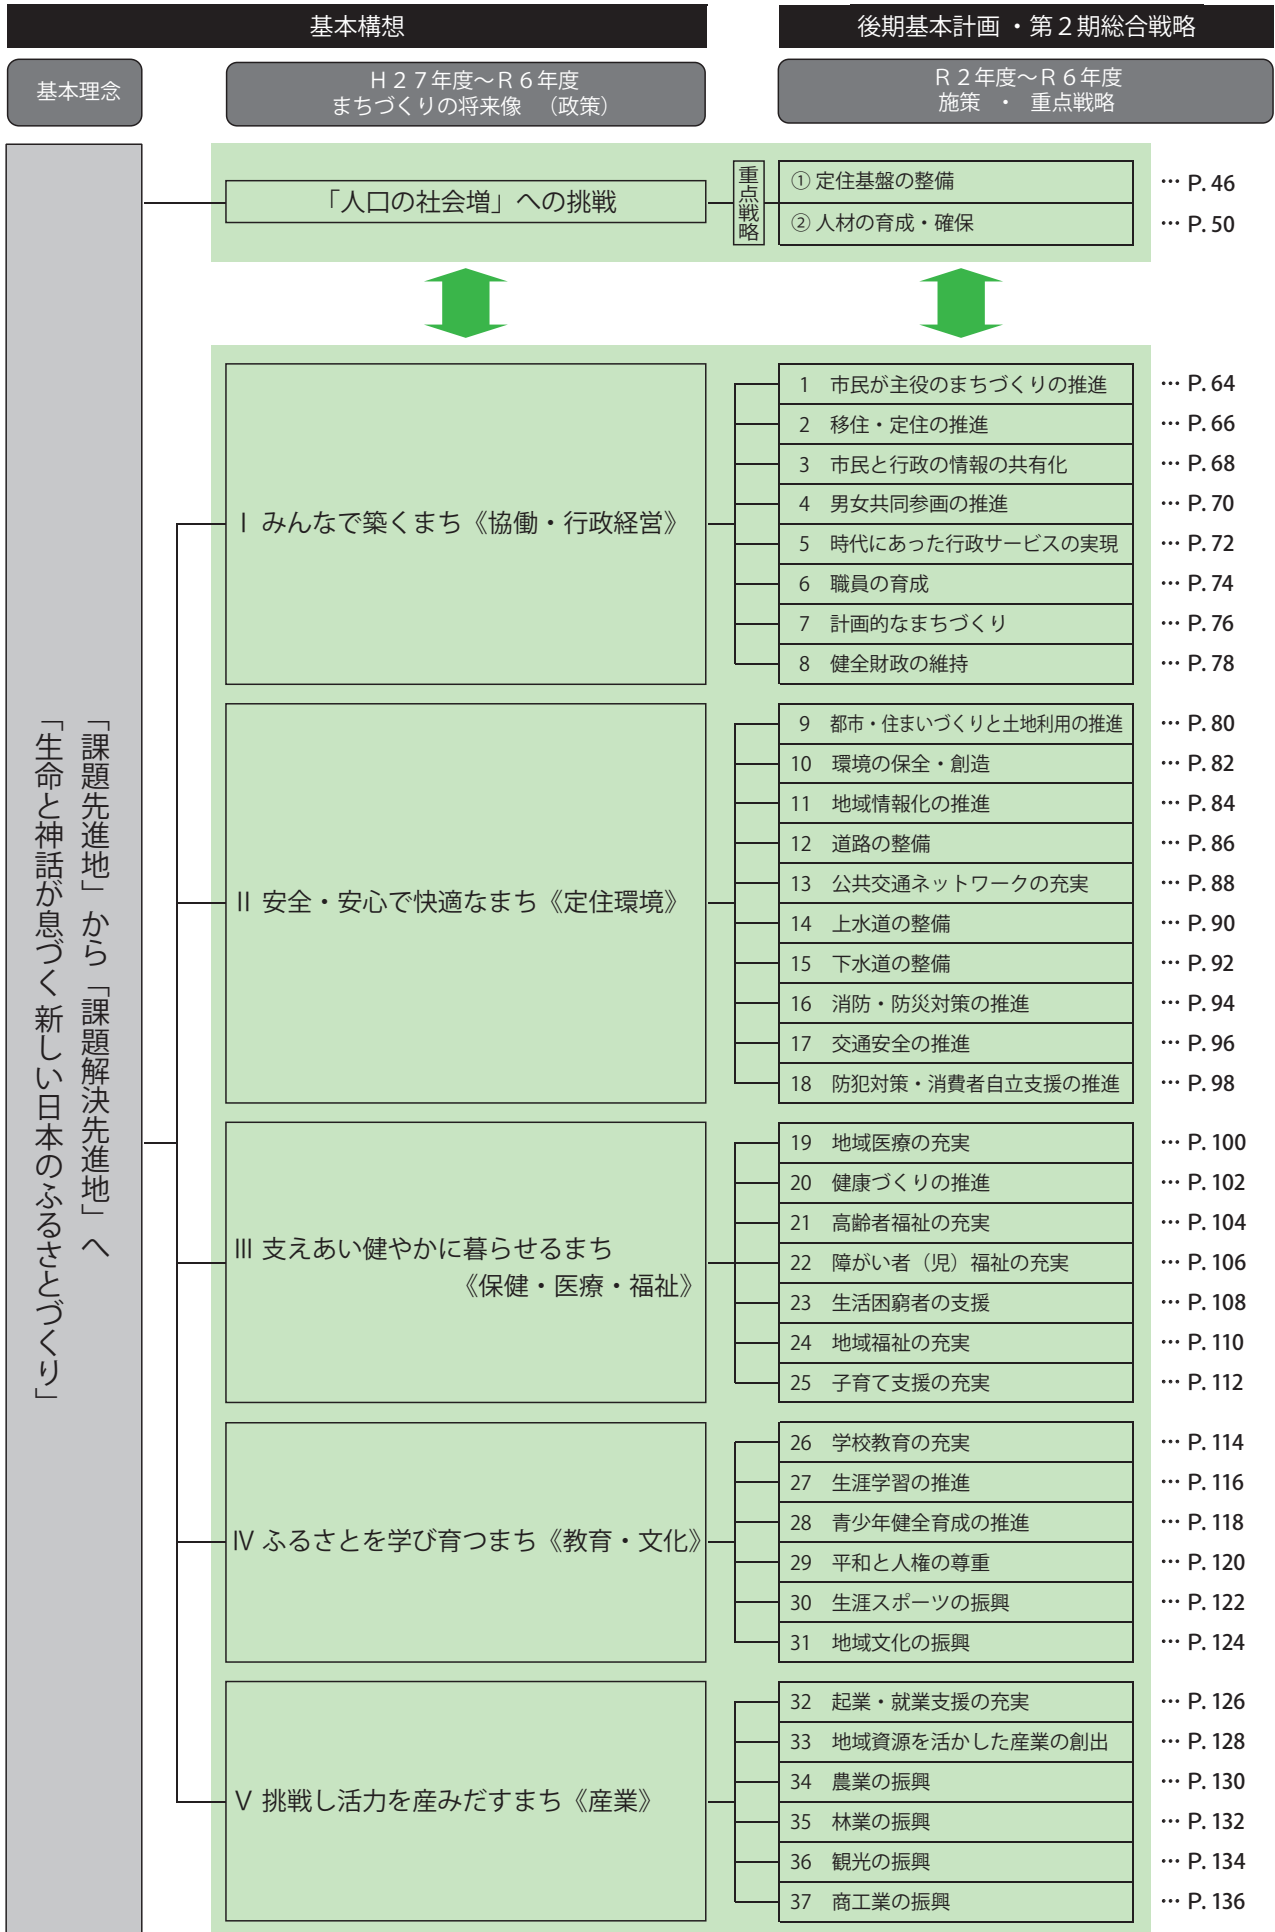 基本構想
後期基本計画・第２期総合戦略
基本理念
Ｈ２７年度～Ｒ６年度
まちづくりの将来像　（政策）
Ｒ２年度～Ｒ６年度
施策　・　重点戦略
「課題先進地」から「課題解決先進地」へ
「生命と神話が息づく 新しい日本のふるさとづくり」
「人口の社会増」への挑戦
重点戦略
① 定住基盤の整備 … P. 46
② 人材の育成・確保 … P. 50
Ⅰ みんなで築くまち《協働・行政経営》
1 市民が主役のまちづくりの推進 … P. 64
2 移住・定住の推進 … P. 66
3 市民と行政の情報の共有化 … P. 68
4 男女共同参画の推進 … P. 70
5 時代にあった行政サービスの実現 … P. 72
6 職員の育成 … P. 74
7 計画的なまちづくり … P. 76
8 健全財政の維持 … P. 78
Ⅱ 安全・安心で快適なまち《定住環境》
9 都市・住まいづくりと土地利用の推進 … P. 80
10 環境の保全・創造 … P. 82
11 地域情報化の推進 … P. 84
12 道路の整備 … P. 86
13 公共交通ネットワークの充実 … P. 88
14 上水道の整備 … P. 90
15 下水道の整備 … P. 92
16 消防・防災対策の推進 … P. 94
17 交通安全の推進 … P. 96
18 防犯対策・消費者自立支援の推進 … P. 98
Ⅲ 支えあい健やかに暮らせるまち
《保健・医療・福祉》
19 地域医療の充実 … P. 100
20 健康づくりの推進 … P. 102
21 高齢者福祉の充実 … P. 104
22 障がい者（児）福祉の充実 … P. 106
23 生活困窮者の支援 … P. 108
24 地域福祉の充実 … P. 110
25 子育て支援の充実 … P. 112
Ⅳ ふるさとを学び育つまち《教育・文化》
26 学校教育の充実 … P. 114
27 生涯学習の推進 … P. 116
28 青少年健全育成の推進 … P. 118
29 平和と人権の尊重 … P. 120
30 生涯スポーツの振興 … P. 122
31 地域文化の振興 … P. 124
Ⅴ 挑戦し活力を産みだすまち《産業》
32 起業・就業支援の充実 … P. 126
33 地域資源を活かした産業の創出 … P. 128
34 農業の振興 … P. 130
35 林業の振興 … P. 132
36 観光の振興 … P. 134
37 商工業の振興 … P. 136